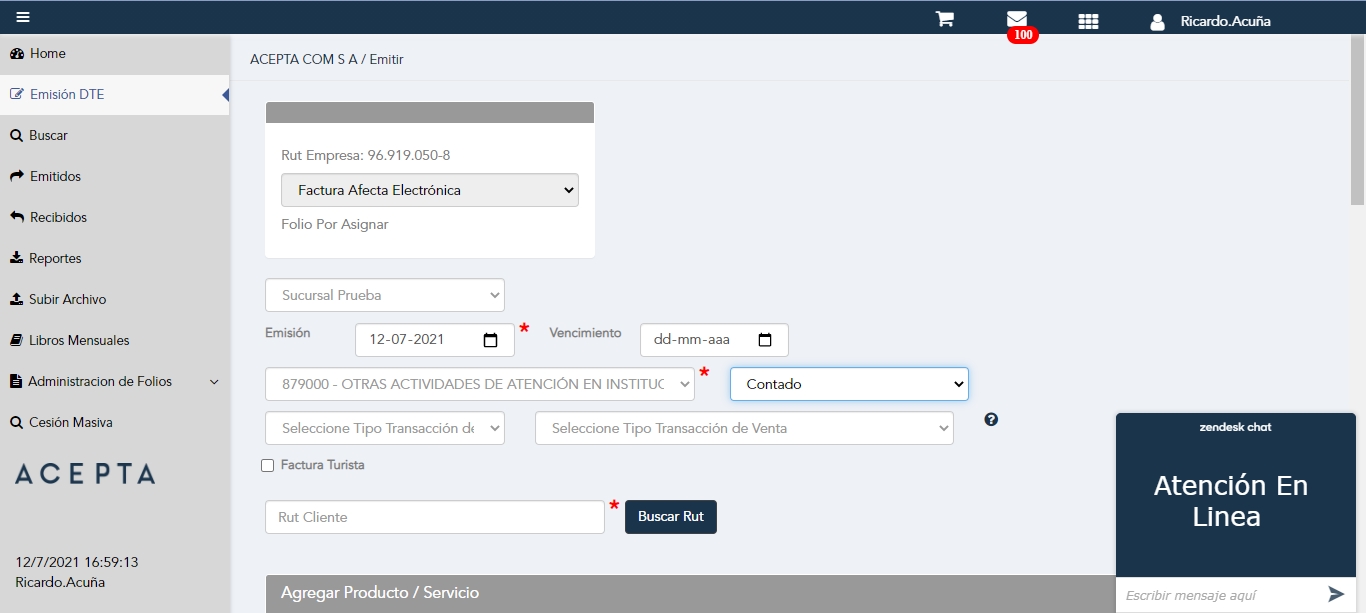 Ricardo.Acuña
100
Home
Emisión DTE
Buscar
Emitidos
Recibidos
Reportes
Subir Archivo
Libros Mensuales
Administracion de Folios
Cesión Masiva
ACEPTA
12/7/2021 16:59:13
Ricardo.Acuña
ACEPTA COM S A / Emitir
Rut Empresa: 96.919.050-8
Factura Afecta Electrónica
Folio Por Asignar
Sucursal Prueba
Emisión 12-07-2021 * Vencimiento dd-mm-aaa
879000 - OTRAS ACTIVIDADES DE ATENCIÓN EN INSTITUC * Contado
Seleccione Tipo Transacción de Seleccione Tipo Transacción de Venta ?
Factura Turista
Rut Cliente * Buscar Rut
Agregar Producto / Servicio
zendesk chat
Atención En
Linea
Escribir mensaje aquí